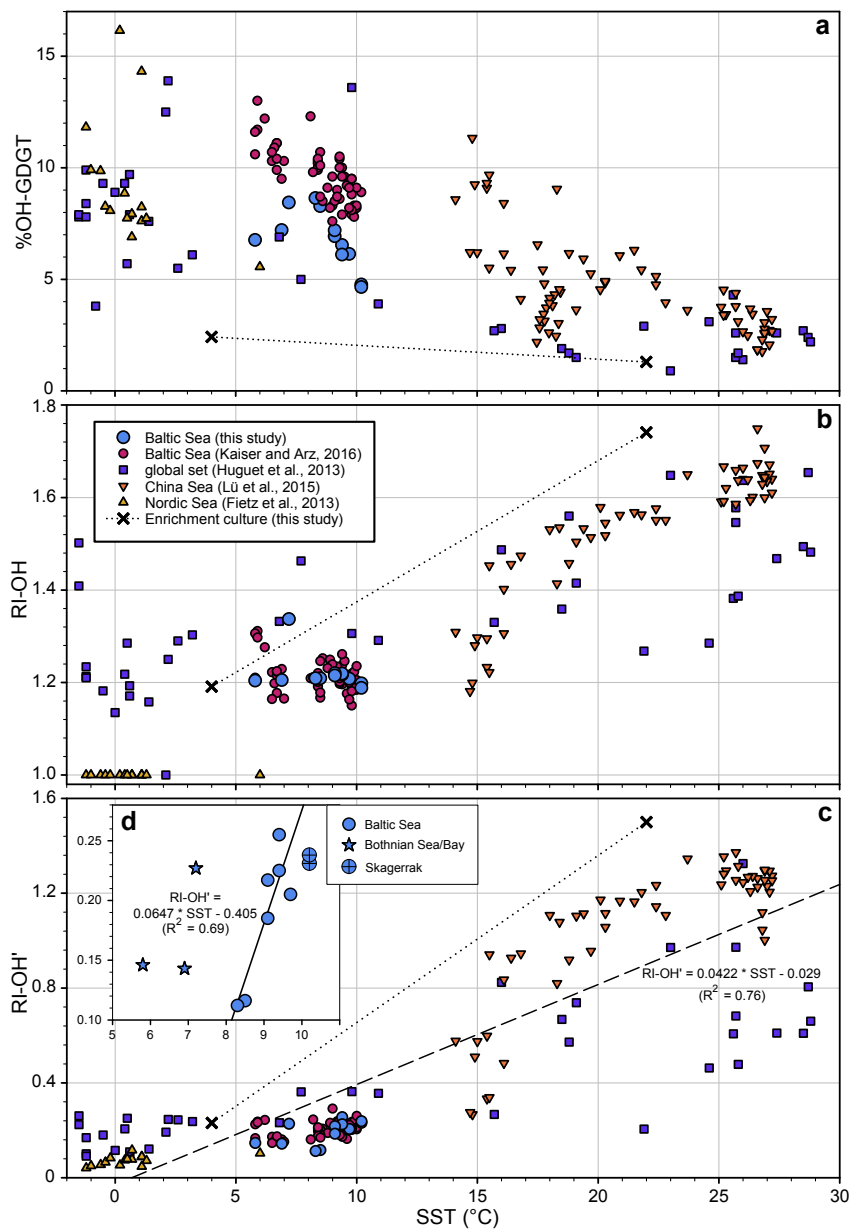 a
15
10
5
0
%OH-GDGT
b
1.8
1.6
1.4
1.2
1.0
RI-OH
Baltic Sea (this study)
Baltic Sea (Kaiser and Arz, 2016)
global set (Huguet et al., 2013)
China Sea (Lü et al., 2015)
Nordic Sea (Fietz et al., 2013)
Enrichment culture (this study)
c
1.6
1.2
0.8
0.4
0
RI-OH'
d
0.25
0.20
0.15
0.10
5 6 7 8 9 10 11
RI-OH' =
0.0647 * SST - 0.405
(R² = 0.69)
Baltic Sea
Bothnian Sea/Bay
Skagerrak
RI-OH' = 0.0422 * SST - 0.029
(R² = 0.76)
0 5 10 15 20 25 30
SST (°C)